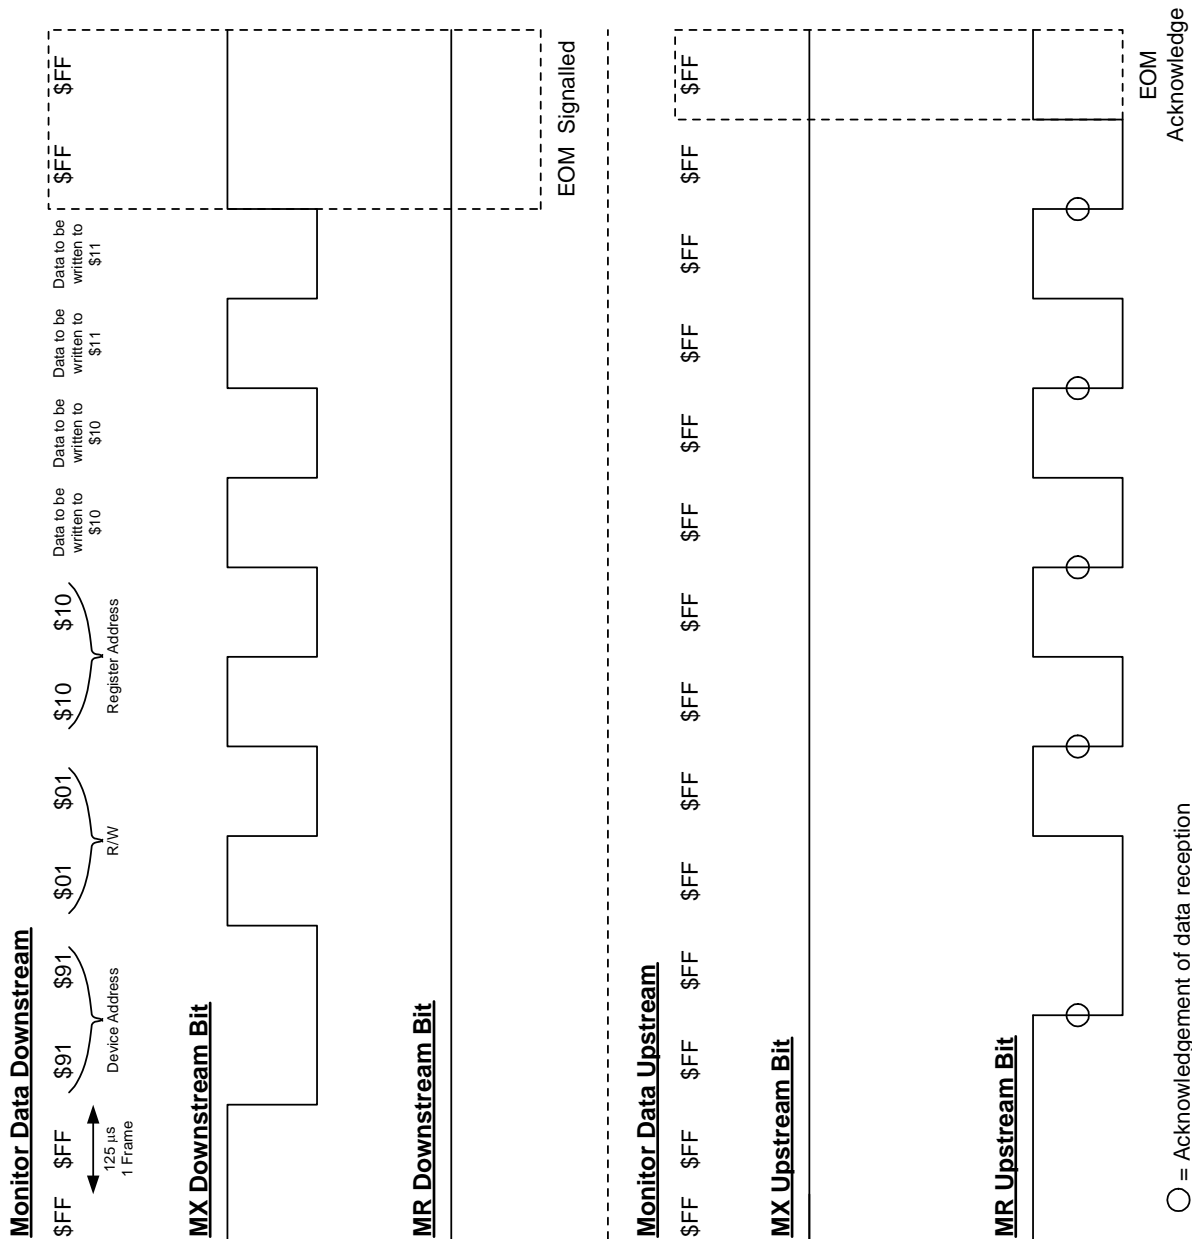 Monitor Data Downstream
$FF $FF $91 $91 $01 $01 $10 $10
Data to be
written to
$10
Data to be
written to
$10
Data to be
written to
$11
Data to be
written to
$11
$FF $FF
125 µs
1 Frame
Device Address
R/W
Register Address
MX Downstream Bit
MR Downstream Bit
EOM Signalled
Monitor Data Upstream
$FF $FF $FF $FF $FF $FF $FF $FF $FF $FF $FF $FF $FF $FF
MX Upstream Bit
MR Upstream Bit
EOM
Acknowledge
= Acknowledgement of data reception